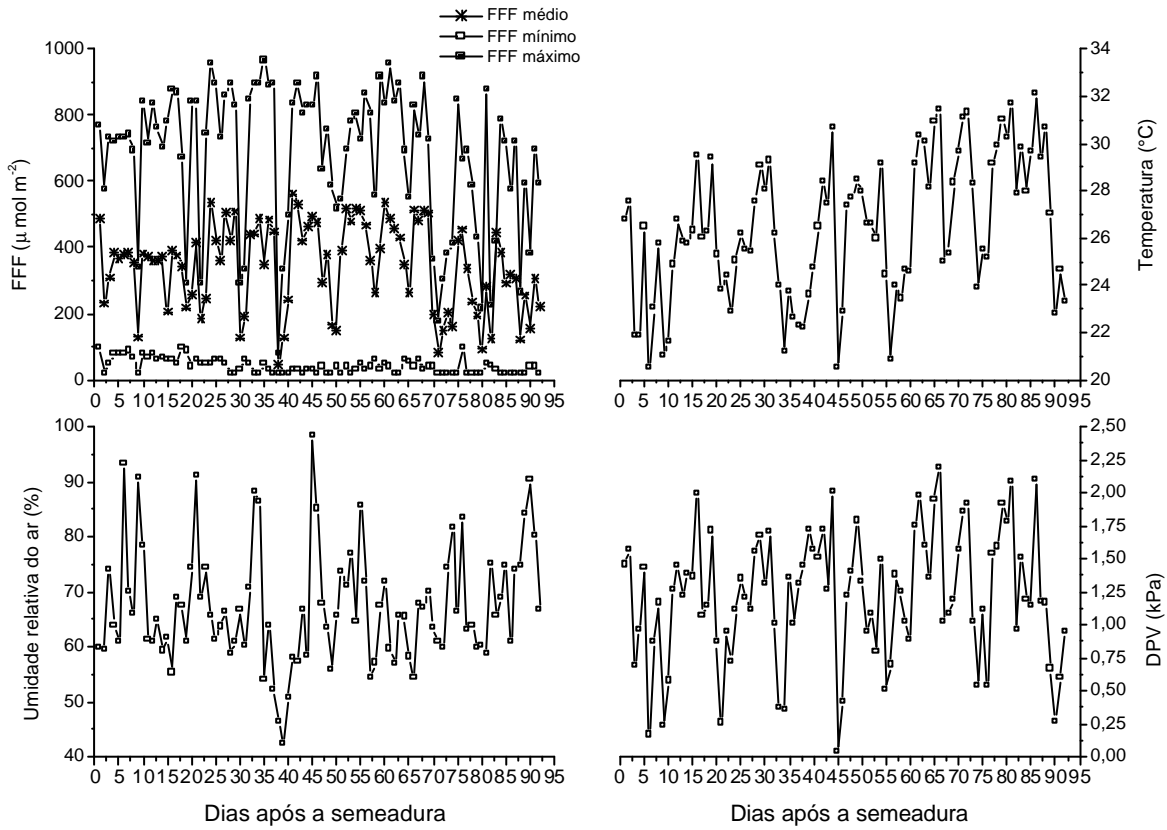 FFF médio
FFF mínimo
FFF máximo
FFF (μ mol m⁻²)
1000
800
600
400
200
0
0 5 10 15 20 25 30 35 40 45 50 55 60 65 70 75 80 85 90 95
34
32
30
28
26
24
22
20
Temperatura (°C)
0 5 10 15 20 25 30 35 40 45 50 55 60 65 70 75 80 85 90 95
Umidade relativa do ar (%)
100
90
80
70
60
50
40
0 5 10 15 20 25 30 35 40 45 50 55 60 65 70 75 80 85 90 95
Dias após a semeadura
2,50
2,25
2,00
1,75
1,50
1,25
1,00
0,75
0,50
0,25
0,00
DPV (kPa)
0 5 10 15 20 25 30 35 40 45 50 55 60 65 70 75 80 85 90 95
Dias após a semeadura